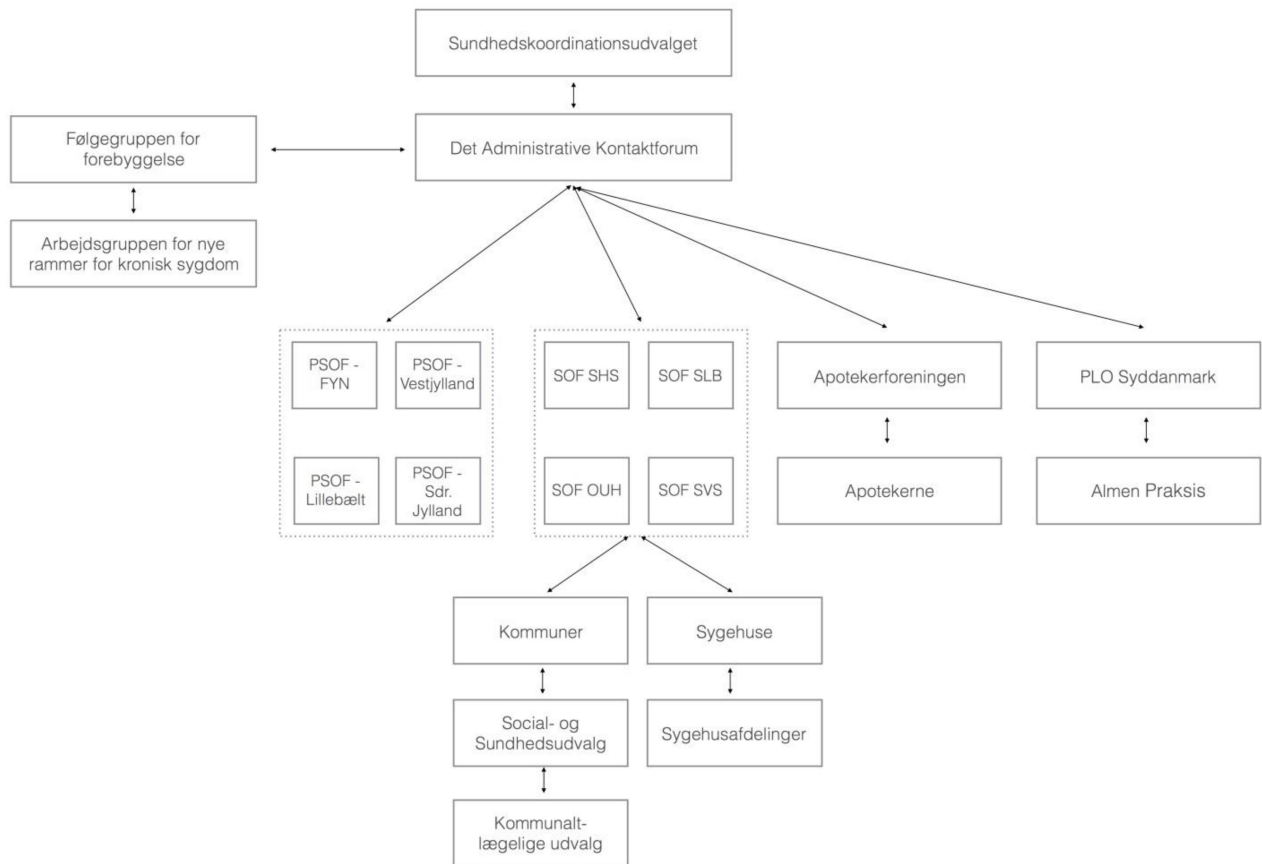 Sundhedskoordinationsudvalget
Det Administrative Kontaktforum
Følgegruppen for
forebyggelse
Arbejdsgruppen for nye
rammer for kronisk sygdom
PSOF -
FYN
PSOF -
Vestjylland
PSOF -
Lillebælt
PSOF -
Sdr.
Jylland
SOF SHS
SOF SLB
SOF OUH
SOF SVS
Apotekerforeningen
Apotekerne
PLO Syddanmark
Almen Praksis
Kommuner
Social- og
Sundhedsudvalg
Kommunalt-
lægelige udvalg
Sygehuse
Sygehusafdelinger